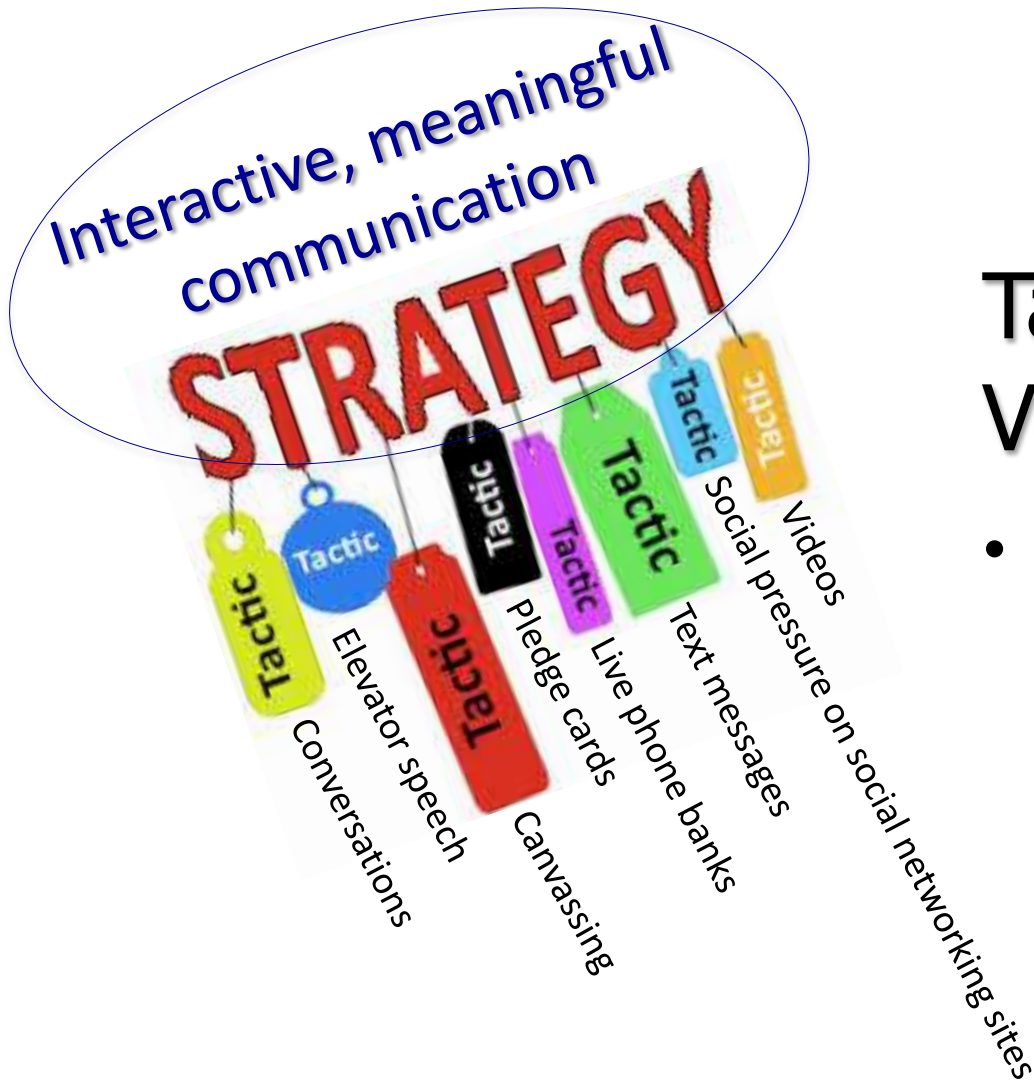 Interactive, meaningful
communication
STRATEGY
Tactic
Tactic
Tactic
Tactic
Tactic
Tactic
Tactic
Tactic
Conversations
Elevator speech
Canvassing
Pledge cards
Live phone banks
Text messages
Social pressure on social networking sites
Videos